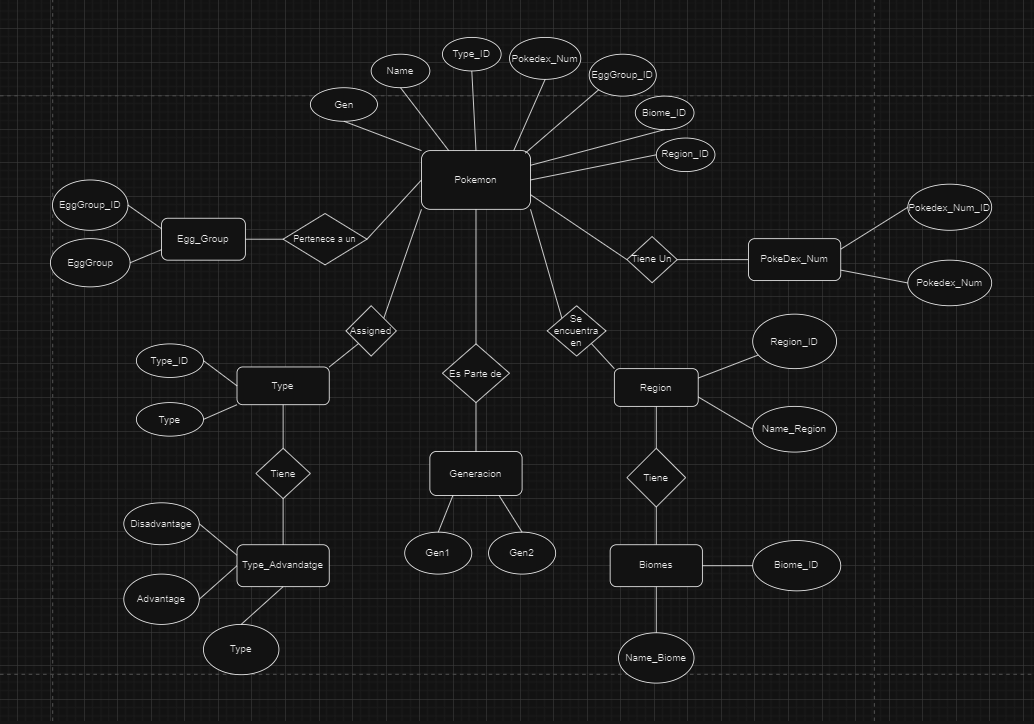 Type_ID
Pokedex_Num
Name
EggGroup_ID
Gen
Biome_ID
Region_ID
Pokemon
EggGroup_ID
Pokedex_Num_ID
Egg_Group
Pertenece a un
EggGroup
Tiene Un
PokeDex_Num
Pokedex_Num
Assigned
Se
encuentra
en
Region_ID
Type_ID
Es Parte de
Type
Region
Type
Name_Region
Tiene
Generacion
Tiene
Disadvantage
Gen1
Gen2
Type_Advandatge
Biomes
Biome_ID
Advantage
Type
Name_Biome